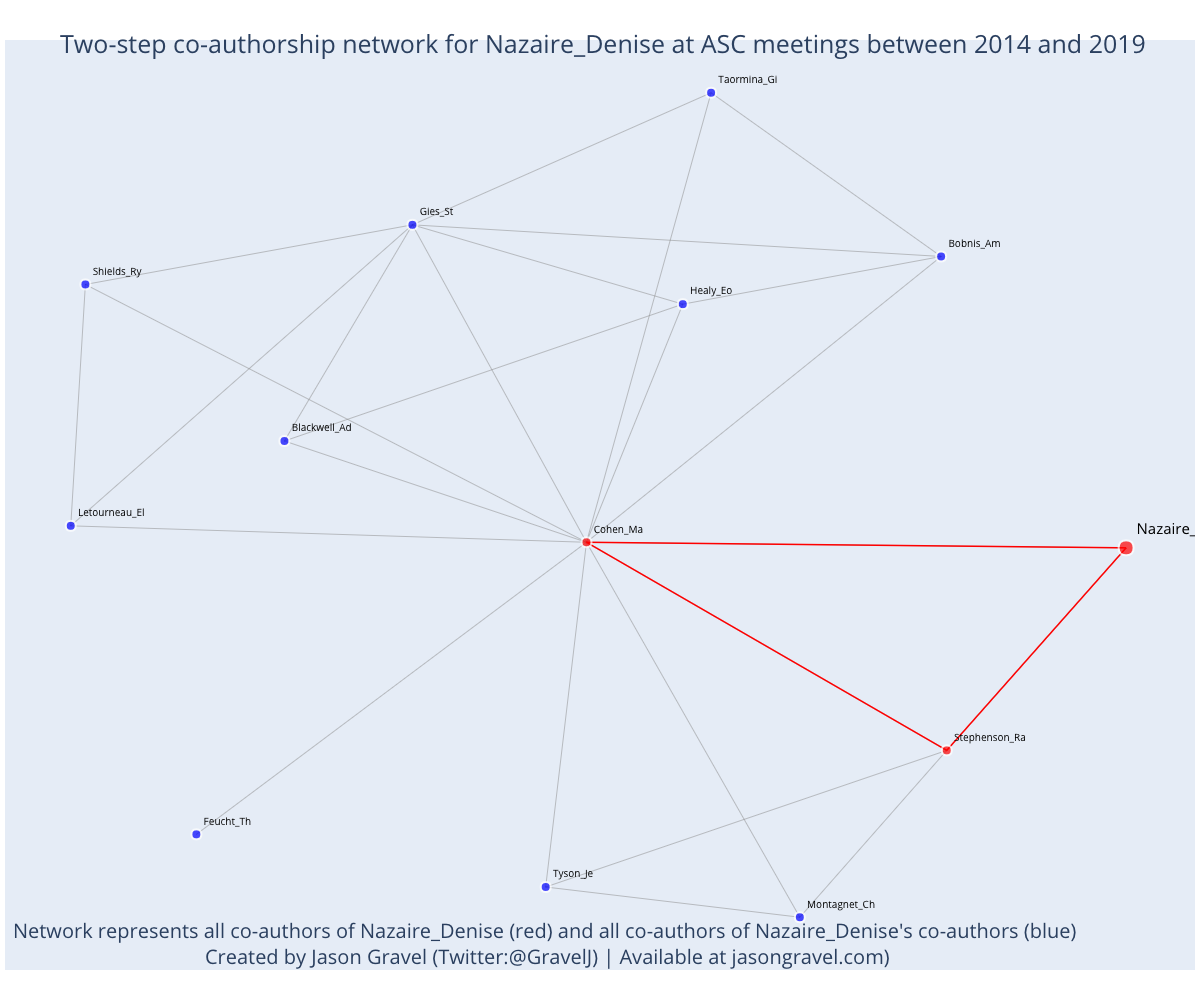 Two-step co-authorship network for Nazaire_Denise at ASC meetings between 2014 and 2019
Taormina_Gi
Gies_St
Bobnis_Am
Shields_Ry
Healy_Eo
Blackwell_Ad
Letourneau_El
Cohen_Ma
Nazaire_
Stephenson_Ra
Feucht_Th
Tyson_Je
Montagnet_Ch
Network represents all co-authors of Nazaire_Denise (red) and all co-authors of Nazaire_Denise's co-authors (blue)
Created by Jason Gravel (Twitter:@GravelJ) | Available at jasongravel.com)